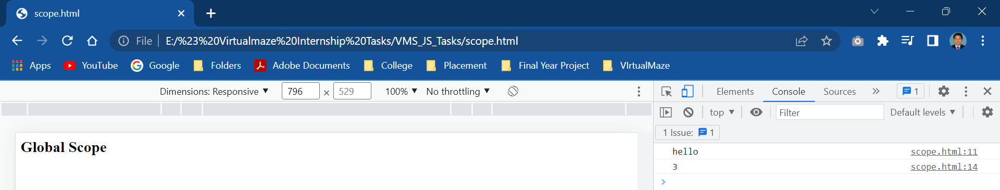 scope.html
File E:/%23%20Virtualmaze%20Internship%20Tasks/VMS_JS_Tasks/scope.html
Apps YouTube Google Folders Adobe Documents College Placement Final Year Project VIrtualMaze
Dimensions: Responsive ▼ 796 × 529 100% ▼ No throttling ▼
Elements Console Sources » 1
top ▼ Filter Default levels ▼
1 Issue: 1
Global Scope
hello scope.html:11
3 scope.html:14